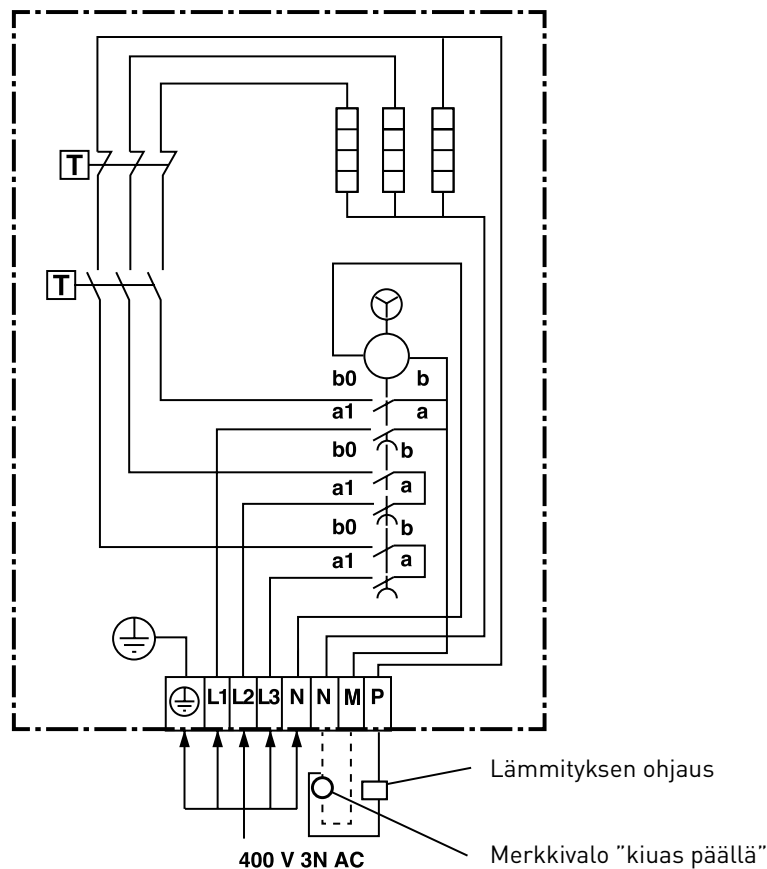 T
T
b0 b
a1 a
b0 b
a1 a
b0 b
a1 a
L1 L2 L3 N N M P
Lämmityksen ohjaus
Merkkivalo ”kiuas päällä”
400 V 3N AC